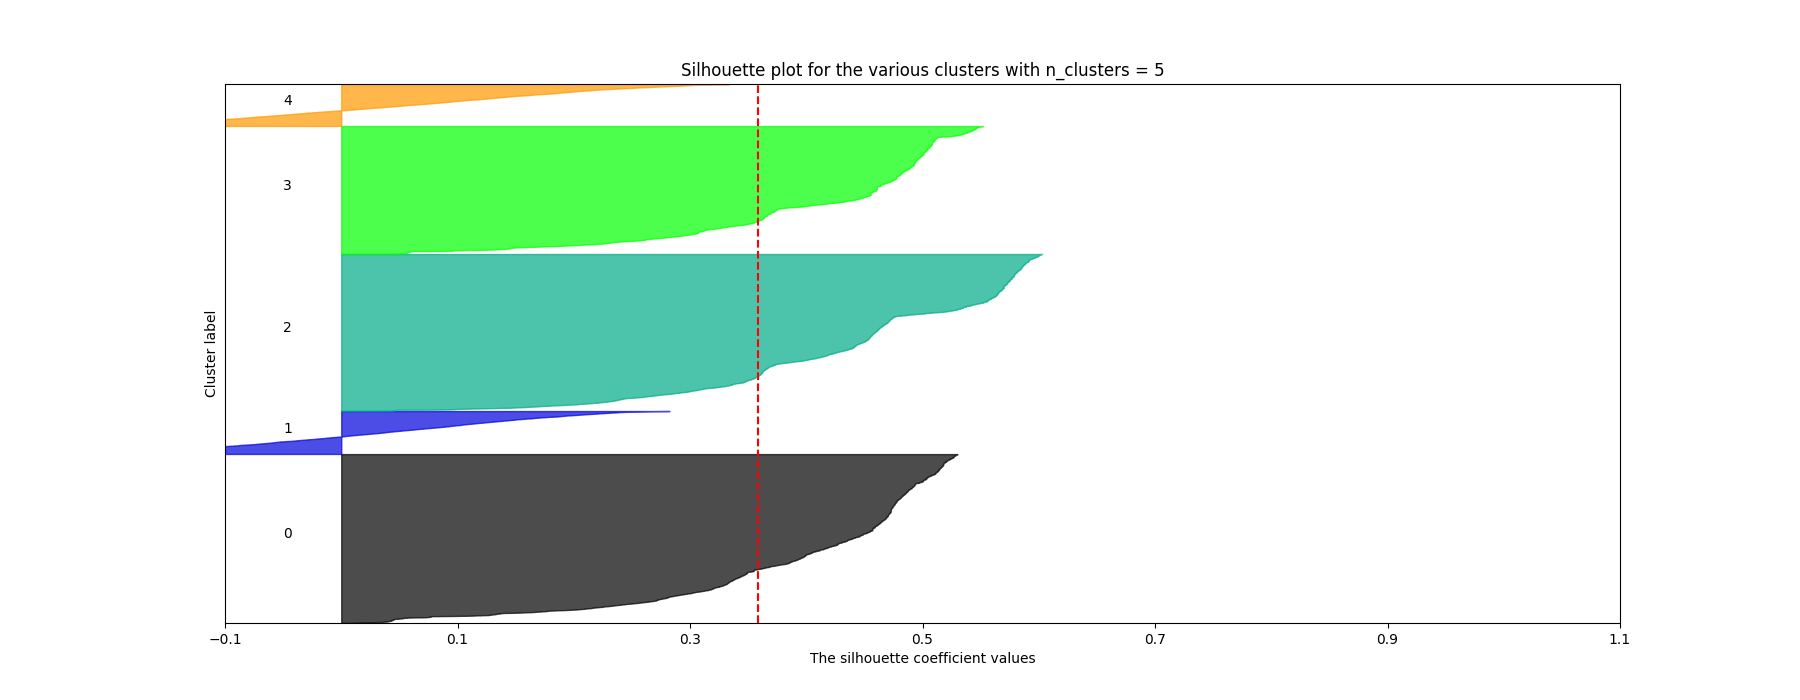 Silhouette plot for the various clusters with n_clusters = 5
4
3
2
1
0
Cluster label
−0.1 0.1 0.3 0.5 0.7 0.9 1.1
The silhouette coefficient values